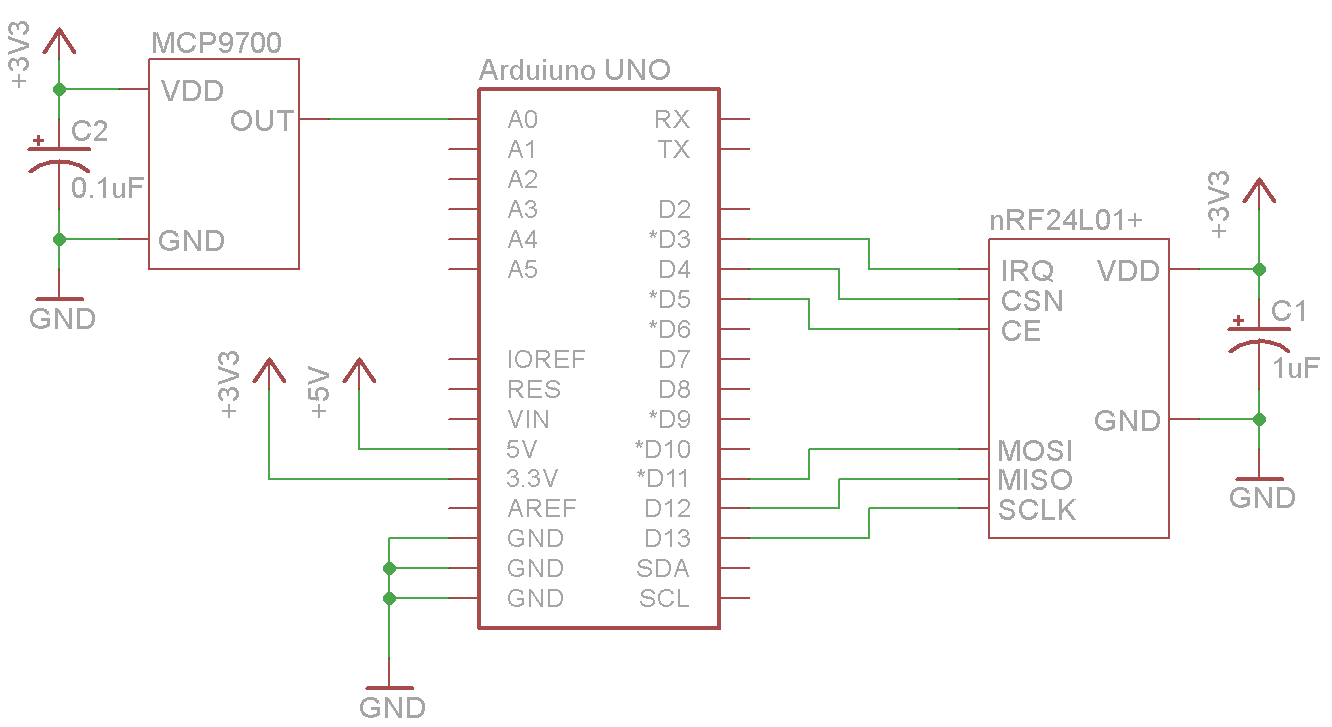 +3V3
MCP9700
VDD
OUT
C2
+
0.1uF
GND
GND
Arduiuno UNO
A0
A1
A2
A3
A4
A5
IOREF
RES
VIN
5V
3.3V
AREF
GND
GND
GND
RX
TX
D2
*D3
D4
*D5
*D6
D7
D8
*D9
*D10
*D11
D12
D13
SDA
SCL
+3V3
+5V
GND
nRF24L01+
IRQ
CSN
CE
MOSI
MISO
SCLK
VDD
GND
+3V3
C1
+
1uF
GND